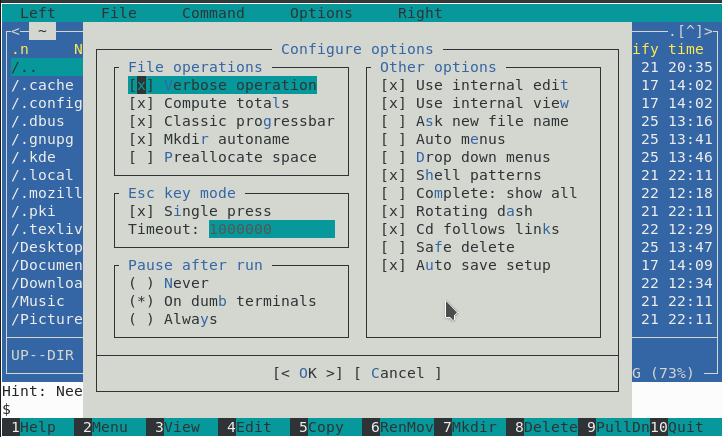 Left File Command Options Right
<─ ~ .[^]>
.n N ify time
Configure options
File operations
[x] Verbose operation
[x] Compute totals
[x] Classic progressbar
[x] Mkdir autoname
[ ] Preallocate space
Esc key mode
[x] Single press
Timeout: 1000000
Pause after run
( ) Never
(*) On dumb terminals
( ) Always
Other options
[x] Use internal edit
[x] Use internal view
[ ] Ask new file name
[ ] Auto menus
[ ] Drop down menus
[x] Shell patterns
[ ] Complete: show all
[x] Rotating dash
[x] Cd follows links
[ ] Safe delete
[x] Auto save setup
[< OK >] [ Cancel ]
/.. 21 20:35
/.cache 17 14:02
/.config 17 14:02
/.dbus 25 13:16
/.gnupg 25 13:41
/.kde 25 13:46
/.local 21 22:11
/.mozill 22 12:18
/.pki 21 22:11
/.texliv 22 12:29
/Desktop 25 13:47
/Documen 17 14:09
/Downloa 22 12:34
/Music 21 22:11
/Picture 21 22:11
UP--DIR
G (73%)
Hint: Nee
$
1Help 2Menu 3View 4Edit 5Copy 6RenMov 7Mkdir 8Delete 9PullDn 10Quit